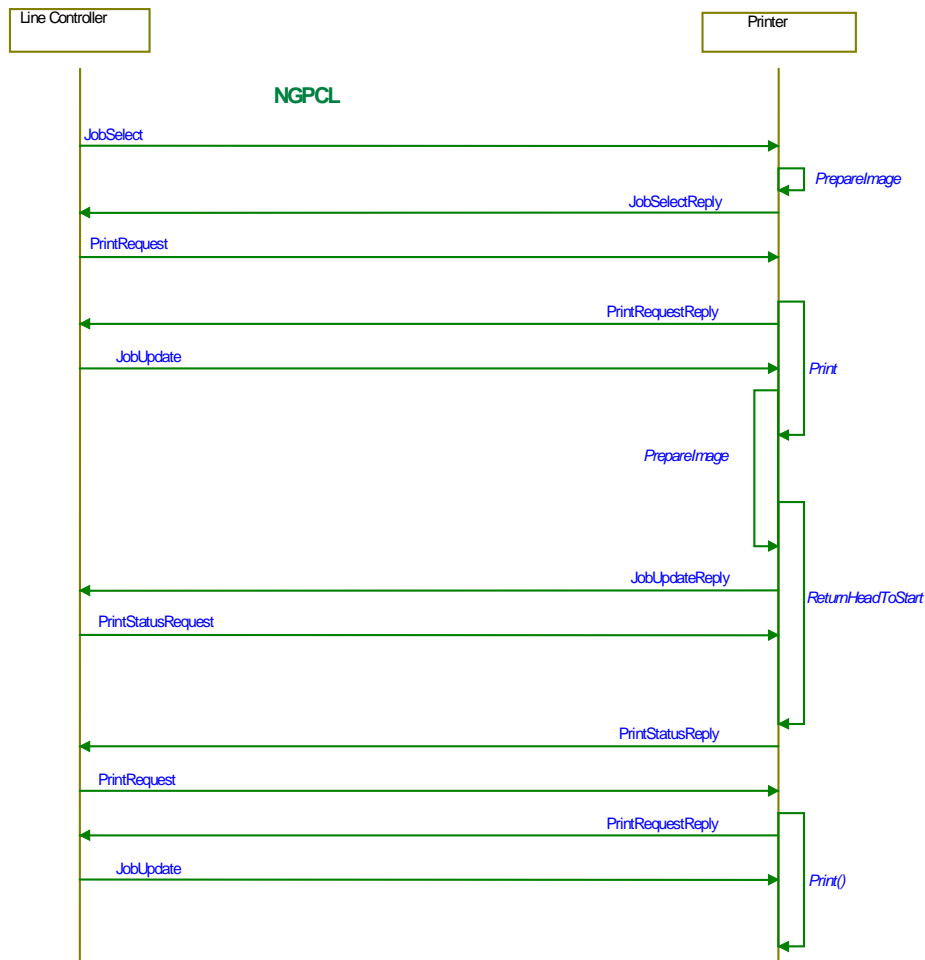 Line Controller
Printer
NGPCL
JobSelect
PrepareImage
JobSelectReply
PrintRequest
PrintRequestReply
JobUpdate
Print
PrepareImage
JobUpdateReply
ReturnHeadToStart
PrintStatusRequest
PrintStatusReply
PrintRequest
PrintRequestReply
JobUpdate
Print()